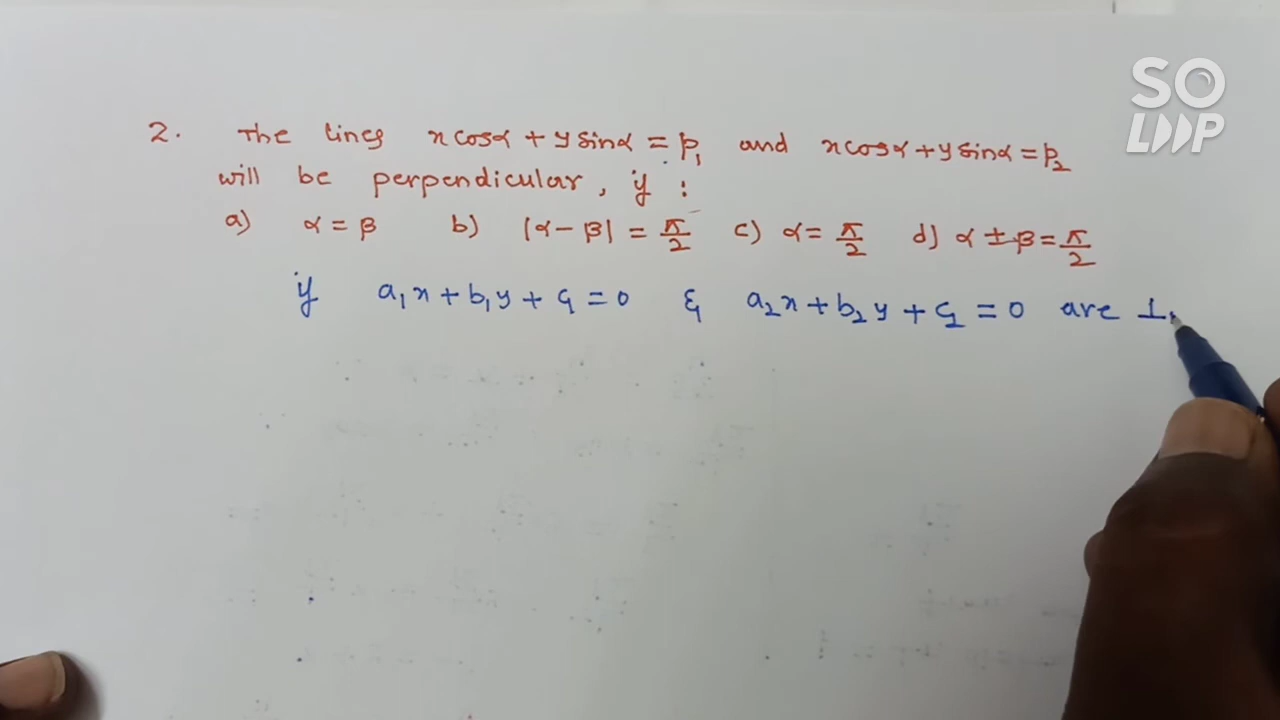 SO
LDDP
2. The lines x cosα + y sinα = p₁ and x cosα + y sinα = p₂
will be perpendicular, if :
a) α = β b) |α - β| = π/2 c) α = π/2 d) α ± β = π/2
if a₁x + b₁y + c₁ = 0 & a₂x + b₂y + c₂ = 0 are ⊥